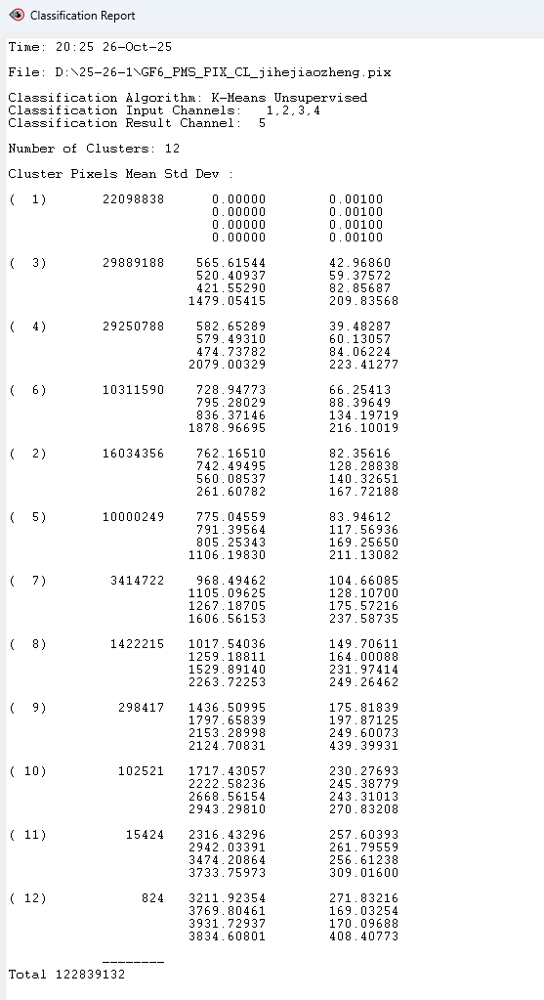 Classification Report
Time: 20:25 26-Oct-25
File: D:\25-26-1\GF6_PMS_PIX_CL_jihejiaozheng.pix
Classification Algorithm: K-Means Unsupervised
Classification Input Channels: 1,2,3,4
Classification Result Channel: 5
Number of Clusters: 12
Cluster Pixels Mean Std Dev :
( 1) 22098838 0.00000 0.00100
0.00000 0.00100
0.00000 0.00100
0.00000 0.00100
( 3) 29889188 565.61544 42.96860
520.40937 59.37572
421.55290 82.85687
1479.05415 209.83568
( 4) 29250788 582.65289 39.48287
579.49310 60.13057
474.73782 84.06224
2079.00329 223.41277
( 6) 10311590 728.94773 66.25413
795.28029 88.39649
836.37146 134.19719
1878.96695 216.10019
( 2) 16034356 762.16510 82.35616
742.49495 128.28838
560.08537 140.32651
261.60782 167.72188
( 5) 10000249 775.04559 83.94612
791.39564 117.56936
805.25343 169.25650
1106.19830 211.13082
( 7) 3414722 968.49462 104.66085
1105.09625 128.10700
1267.18705 175.57216
1606.56153 237.58735
( 8) 1422215 1017.54036 149.70611
1259.18811 164.00088
1529.89140 231.97414
2263.72253 249.26462
( 9) 298417 1436.50995 175.81839
1797.65839 197.87125
2153.28998 249.60073
2124.70831 439.39931
( 10) 102521 1717.43057 230.27693
2222.58236 245.38779
2668.56154 243.31013
2943.29810 270.83208
( 11) 15424 2316.43296 257.60393
2942.03391 261.79559
3474.20864 256.61238
3733.75973 309.01600
( 12) 824 3211.92354 271.83216
3769.80461 169.03254
3931.72937 170.09688
3834.60801 408.40773
________
Total 122839132